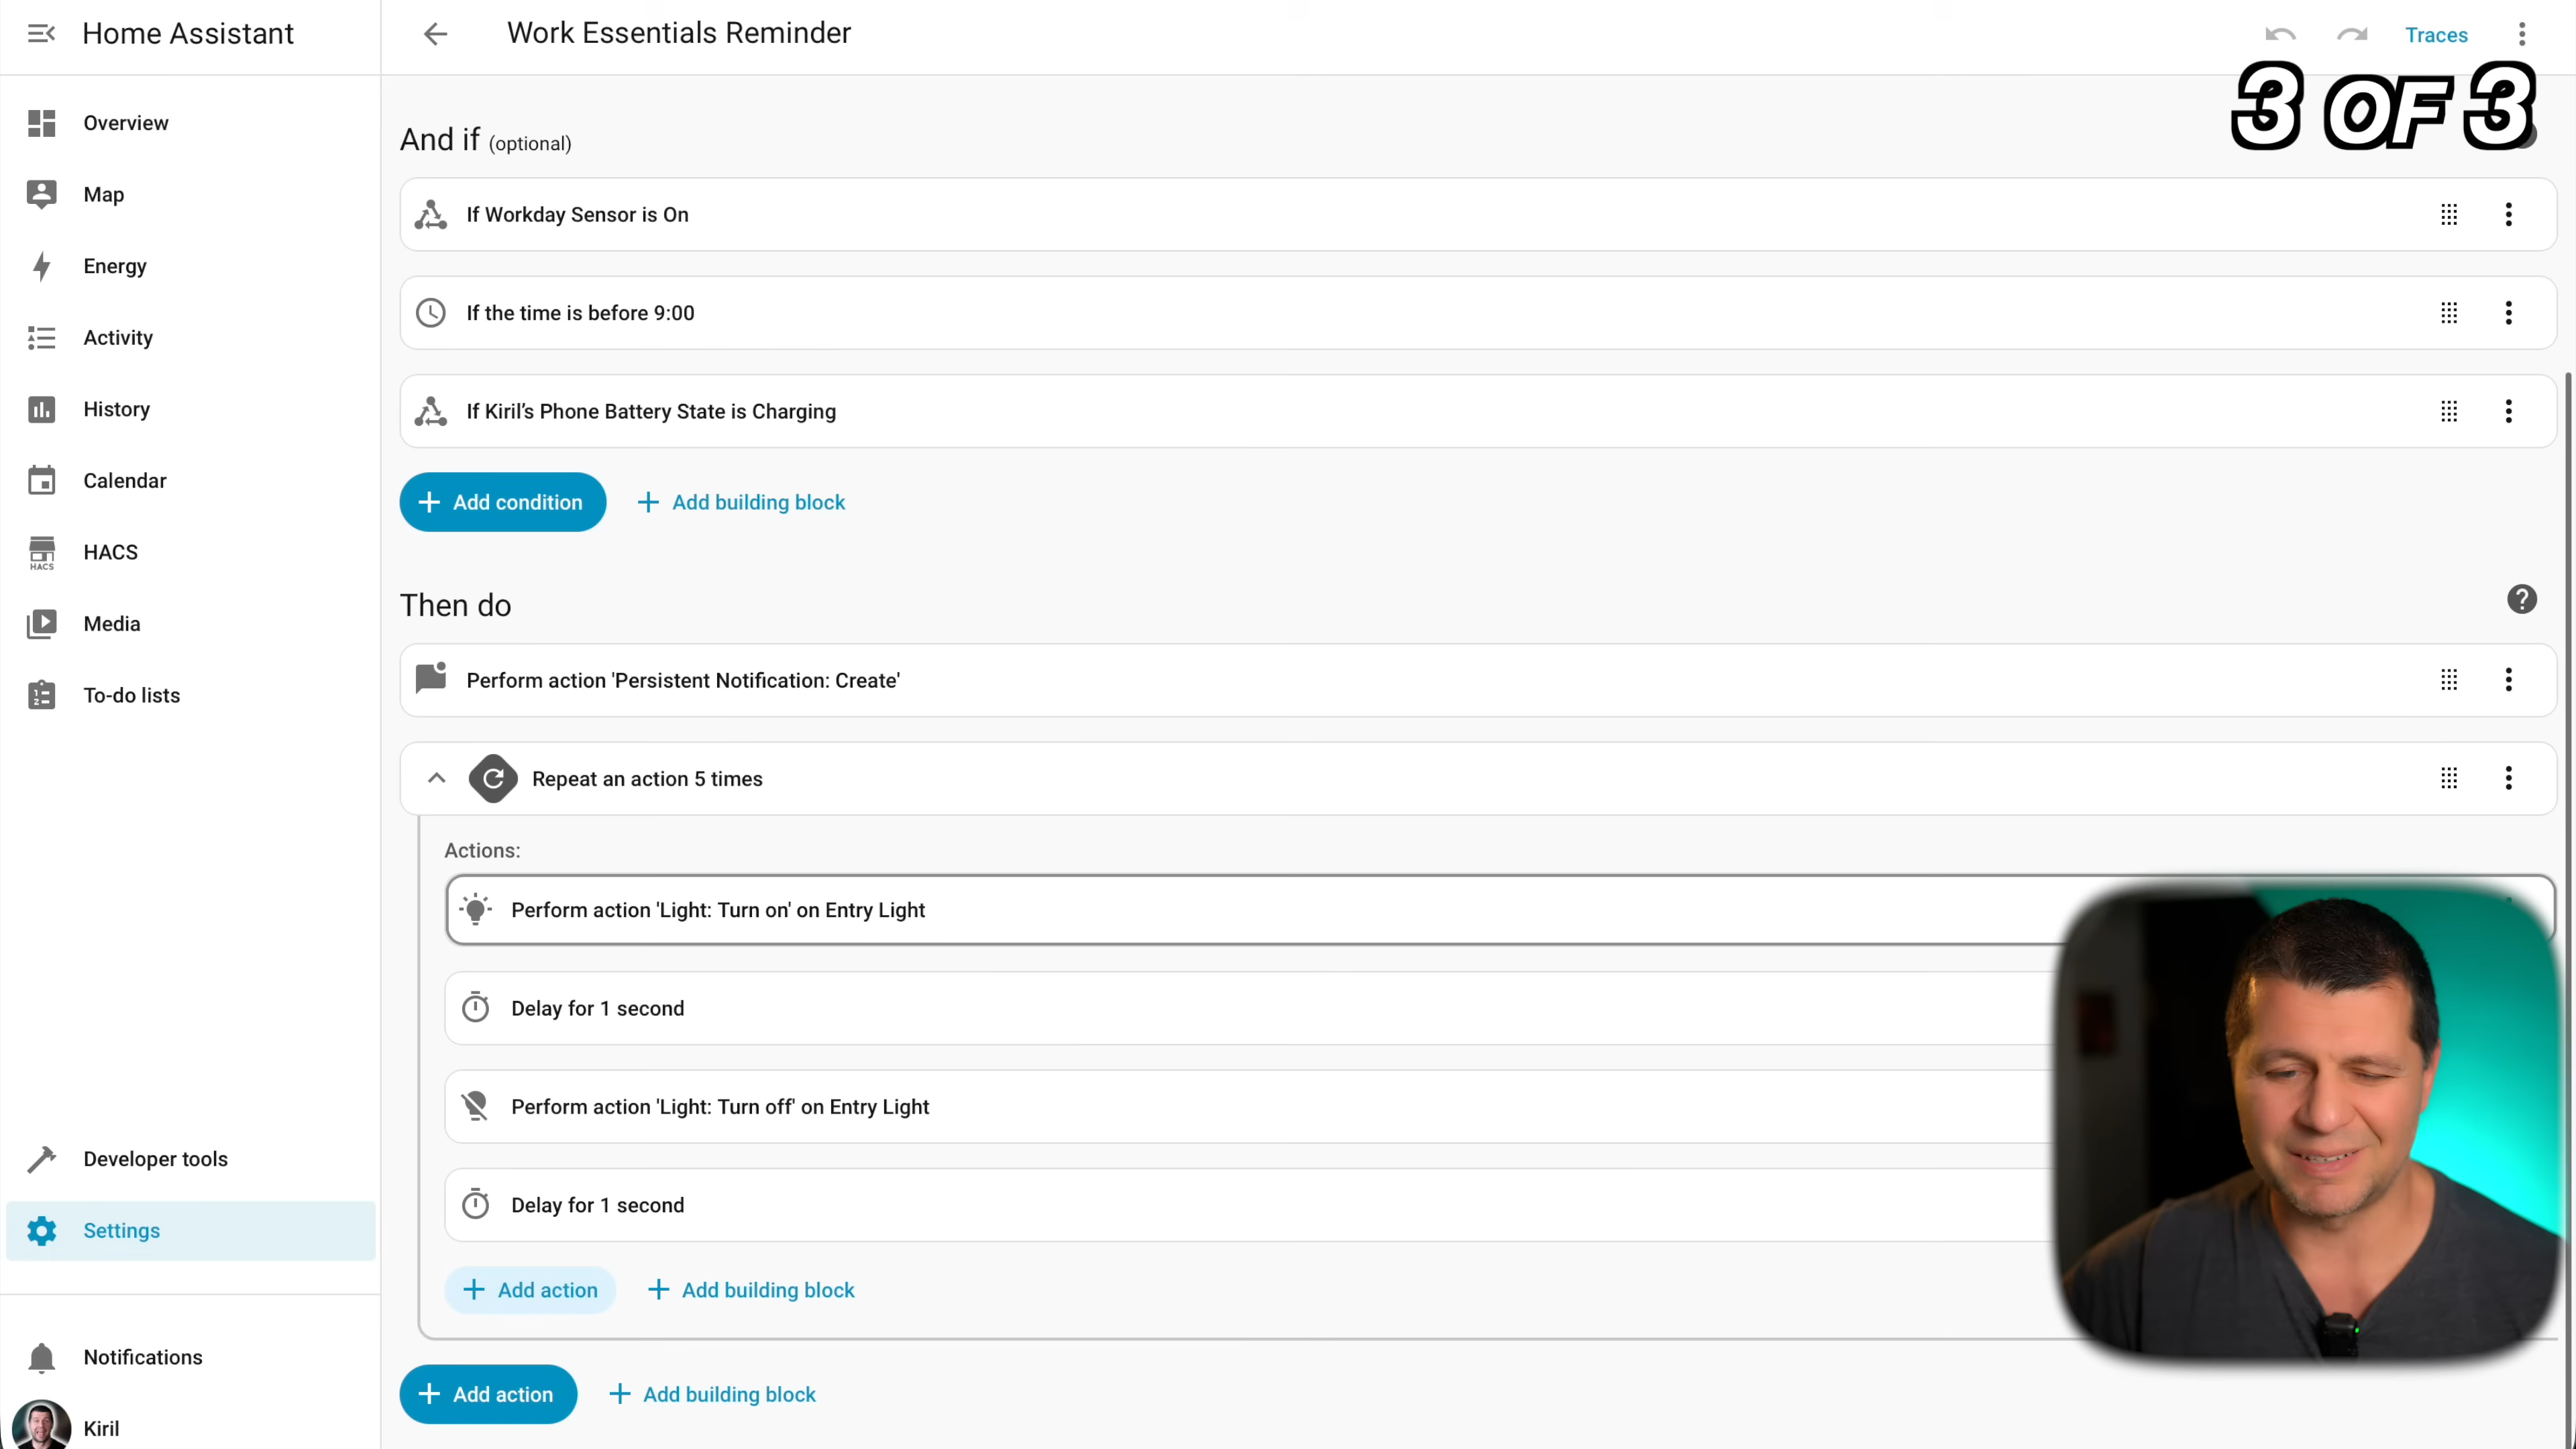 Home Assistant
Work Essentials Reminder
Traces
3 OF 3
Overview
Map
Energy
Activity
History
Calendar
HACS
HACS
Media
To-do lists
Developer tools
Settings
Notifications
Kiril
And if (optional)
If Workday Sensor is On
If the time is before 9:00
If Kiril’s Phone Battery State is Charging
Add condition
Add building block
Then do
Perform action 'Persistent Notification: Create'
Repeat an action 5 times
Actions:
Perform action 'Light: Turn on' on Entry Light
Delay for 1 second
Perform action 'Light: Turn off' on Entry Light
Delay for 1 second
Add action
Add building block
Add action
Add building block